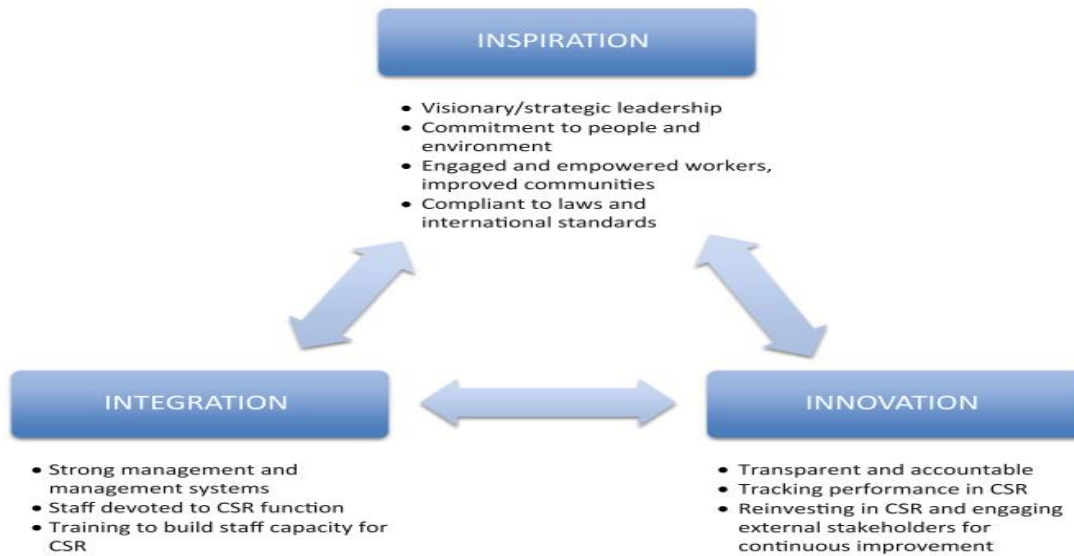 INSPIRATION
• Visionary/strategic leadership
• Commitment to people and
environment
• Engaged and empowered workers,
improved communities
• Compliant to laws and
international standards
INTEGRATION
• Strong management and
management systems
• Staff devoted to CSR function
• Training to build staff capacity for
CSR
INNOVATION
• Transparent and accountable
• Tracking performance in CSR
• Reinvesting in CSR and engaging
external stakeholders for
continuous improvement